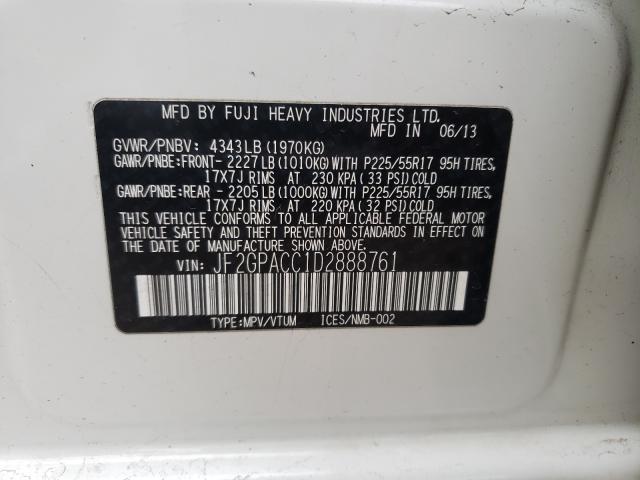 MFD BY FUJI HEAVY INDUSTRIES LTD.
MFD IN 06/13
GVWR/PNBV: 4343LB(1970KG)
GAWR/PNBE:FRONT- 2227LB(1010KG)WITH P225/55R17 95H TIRES,
17X7J RIMS AT 230 KPA(33 PSI)COLD
GAWR/PNBE:REAR - 2205LB(1000KG)WITH P225/55R17 95H TIRES,
17X7J RIMS AT 220 KPA(32 PSI)COLD
THIS VEHICLE CONFORMS TO ALL APPLICABLE FEDERAL MOTOR
VEHICLE SAFETY AND THEFT PREVENTION STANDARDS IN EFFECT ON
THE DATE OF MANUFACTURE SHOWN ABOVE.
VIN: JF2GPACC1D2888761
TYPE:MPV/VTUM ICES/NMB-002